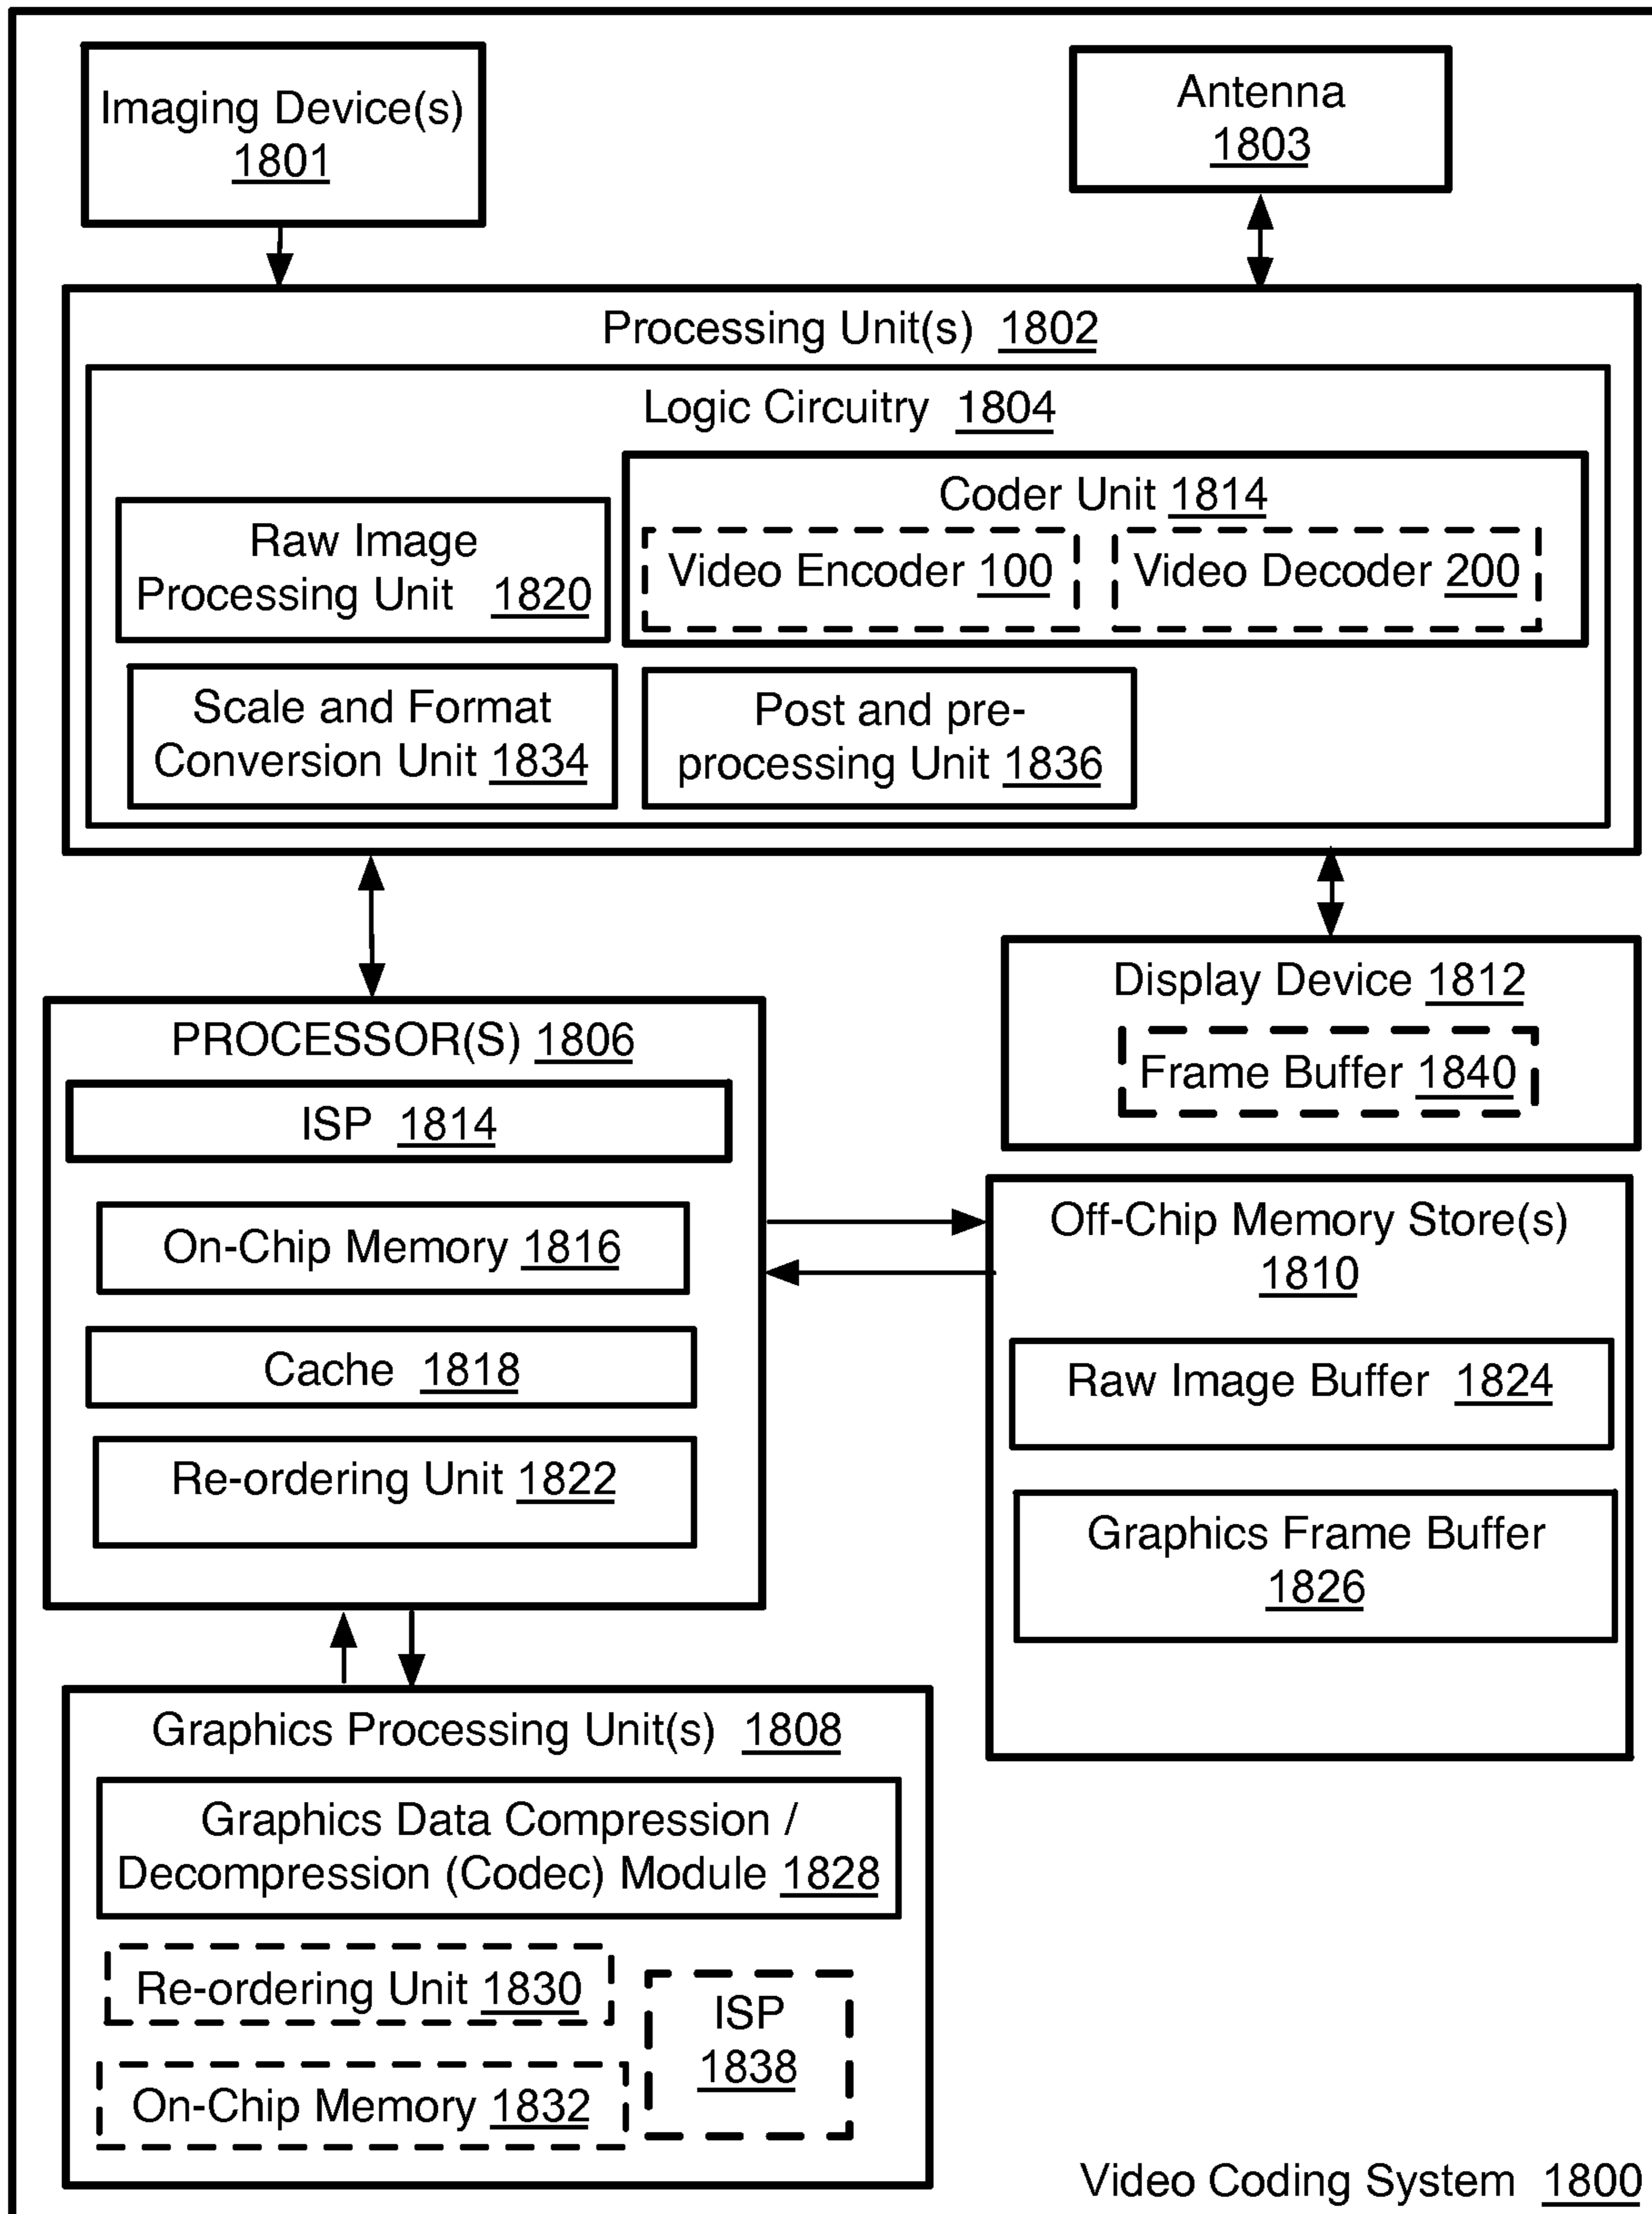 Imaging Device(s)
1801
Antenna
1803
Processing Unit(s) 1802
Logic Circuitry 1804
Coder Unit 1814
Video Encoder 100
Video Decoder 200
Raw Image
Processing Unit 1820
Scale and Format
Conversion Unit 1834
Post and pre-
processing Unit 1836
Display Device 1812
Frame Buffer 1840
PROCESSOR(S) 1806
ISP 1814
On-Chip Memory 1816
Cache 1818
Re-ordering Unit 1822
Off-Chip Memory Store(s)
1810
Raw Image Buffer 1824
Graphics Frame Buffer
1826
Graphics Processing Unit(s) 1808
Graphics Data Compression /
Decompression (Codec) Module 1828
Re-ordering Unit 1830
On-Chip Memory 1832
ISP
1838
Video Coding System 1800